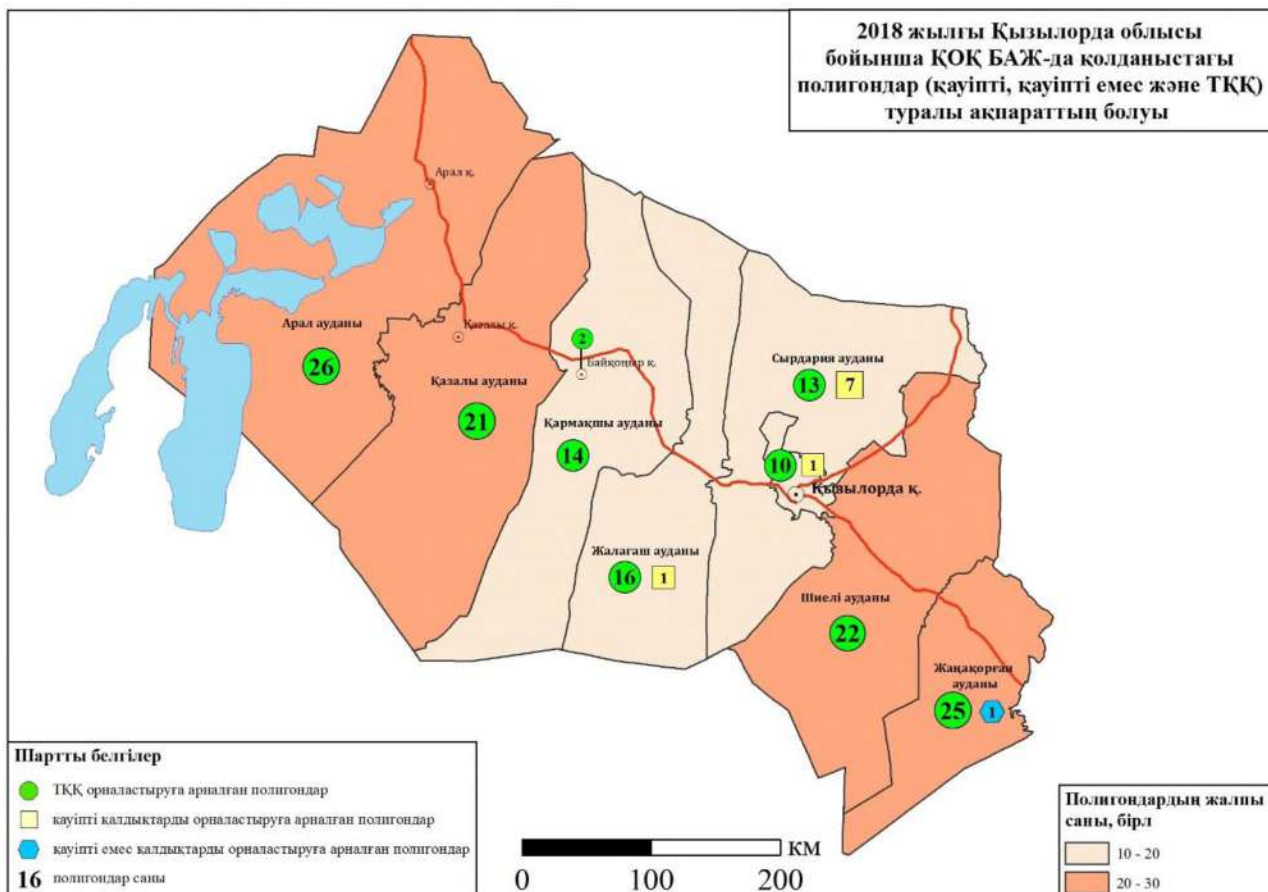 2018 жылғы Қызылорда облысы
бойынша ҚОҚ БАЖ-да қолданыстағы
полигондар (қауіпті, қауіпті емес және ТҚҚ)
туралы ақпараттың болуы
Арал қ.
Арал ауданы
26
Қазалы қ.
Қазалы ауданы
21
2
Байқоңыр қ.
Қармақшы ауданы
14
Сырдария ауданы
13 7
10 1
Қызылорда қ.
Жалағаш ауданы
16 1
Шиелі ауданы
22
Жаңақорған
ауданы
25 1
Шартты белгілер
ТҚҚ орналастыруға арналған полигондар
қауіпті қалдықтарды орналастыруға арналған полигондар
қауіпті емес қалдықтарды орналастыруға арналған полигондар
16 полигондар саны
КМ
0 100 200
Полигондардың жалпы
саны, бірл
10 - 20
20 - 30